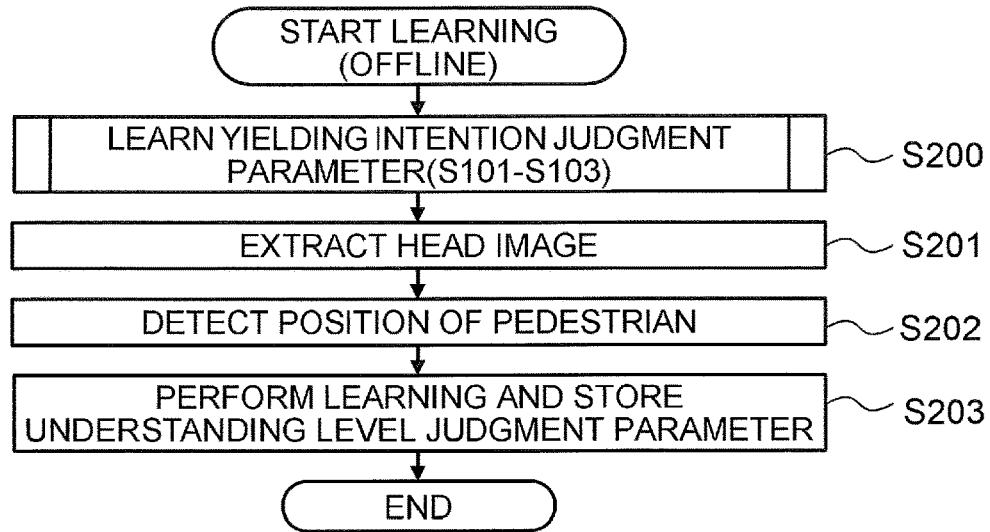 START LEARNING
(OFFLINE)
LEARN YIELDING INTENTION JUDGMENT
PARAMETER(S101-S103)
S200
EXTRACT HEAD IMAGE
S201
DETECT POSITION OF PEDESTRIAN
S202
PERFORM LEARNING AND STORE
UNDERSTANDING LEVEL JUDGMENT PARAMETER
S203
END